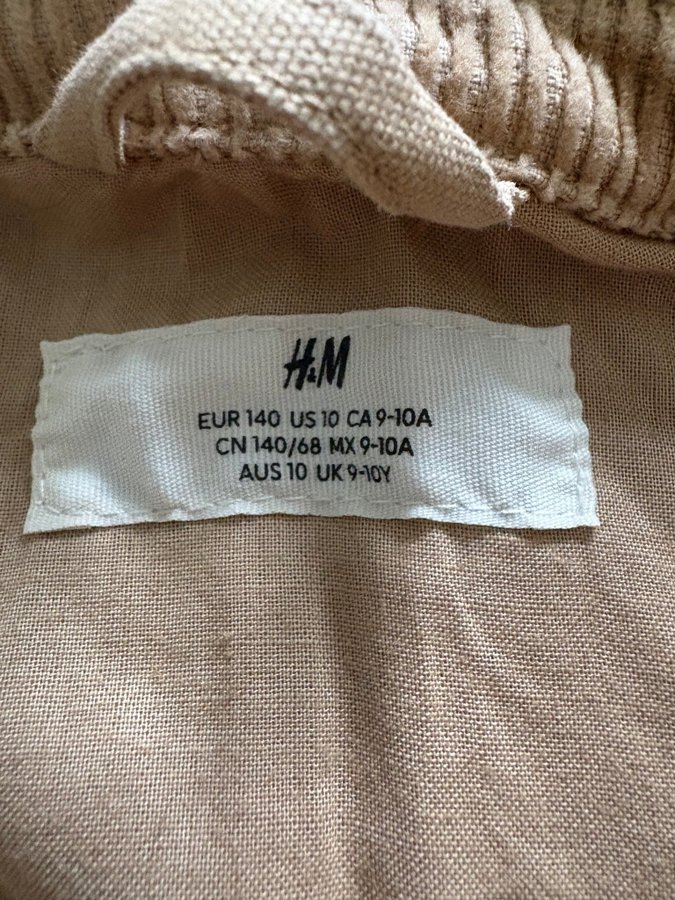 H&M
EUR 140 US 10 CA 9-10A
CN 140/68 MX 9-10A
AUS 10 UK 9-10Y